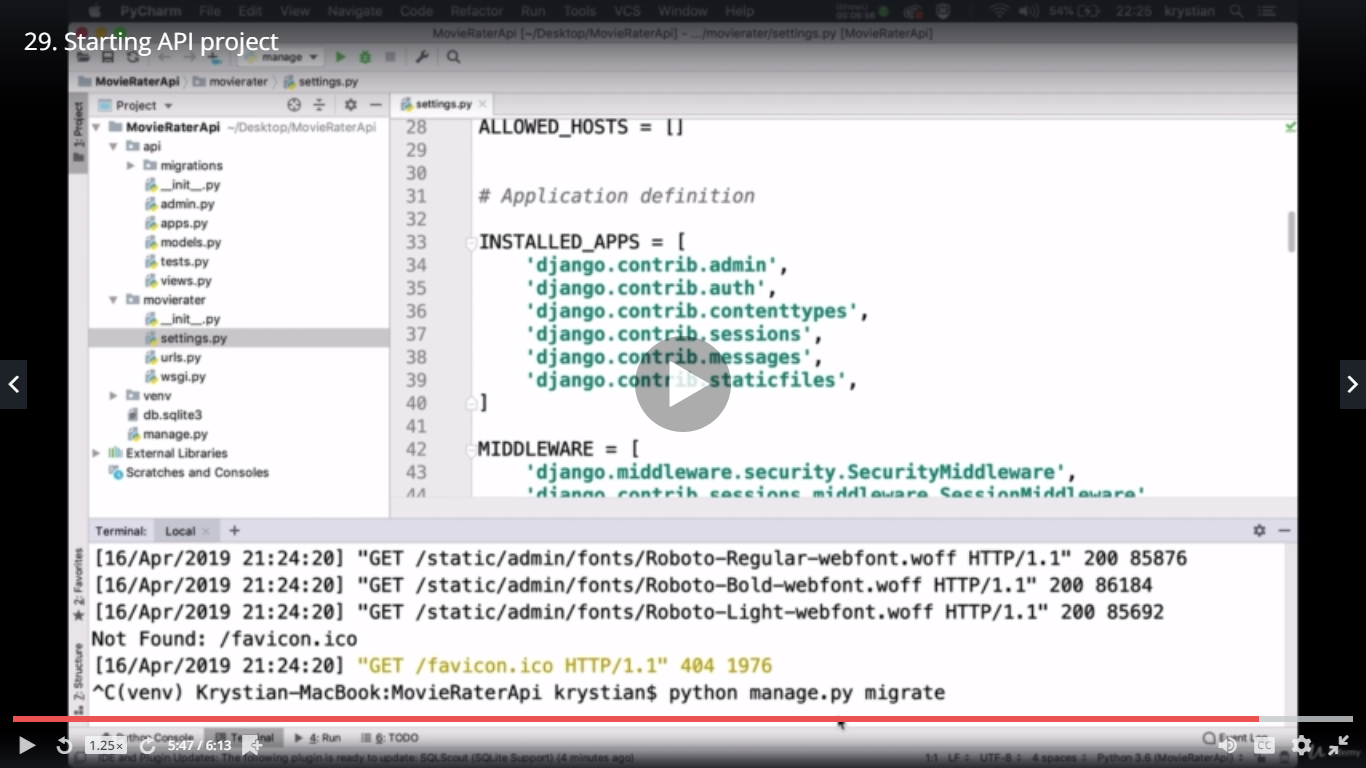 PyCharm File Edit View Navigate Code Refactor Run Tools VCS Window Help 54% 22:25 krystian
MovieRaterApi [~/Desktop/MovieRaterApi] - .../movierater/settings.py [MovieRaterApi]
29. Starting API project
manage
MovieRaterApi movierater settings.py
1: Project
Project
settings.py
MovieRaterApi ~/Desktop/MovieRaterApi
api
migrations
__init__.py
admin.py
apps.py
models.py
tests.py
views.py
movierater
__init__.py
settings.py
urls.py
wsgi.py
venv
db.sqlite3
manage.py
External Libraries
Scratches and Consoles
28 ALLOWED_HOSTS = []
29
30
31 # Application definition
32
33 INSTALLED_APPS = [
34 'django.contrib.admin',
35 'django.contrib.auth',
36 'django.contrib.contenttypes',
37 'django.contrib.sessions',
38 'django.contrib.messages',
39 'django.contrib.staticfiles',
40 ]
41
42 MIDDLEWARE = [
43 'django.middleware.security.SecurityMiddleware',
44 'django.contrib.sessions.middleware.SessionMiddleware'
Terminal: Local +
2: Favorites
7: Structure
[16/Apr/2019 21:24:20] "GET /static/admin/fonts/Roboto-Regular-webfont.woff HTTP/1.1" 200 85876
[16/Apr/2019 21:24:20] "GET /static/admin/fonts/Roboto-Bold-webfont.woff HTTP/1.1" 200 86184
[16/Apr/2019 21:24:20] "GET /static/admin/fonts/Roboto-Light-webfont.woff HTTP/1.1" 200 85692
Not Found: /favicon.ico
[16/Apr/2019 21:24:20] "GET /favicon.ico HTTP/1.1" 404 1976
^C(venv) Krystian-MacBook:MovieRaterApi krystian$ python manage.py migrate
Python Console Terminal 4: Run 6: TODO Event Log
1.25× 5:47 / 6:13 CC
IDE and Plugin Updates: The following plugin is ready to update: SQLScout (SQLite Support) (4 minutes ago) 1:1 LF UTF-8 4 spaces Python 3.6 (MovieRaterApi)